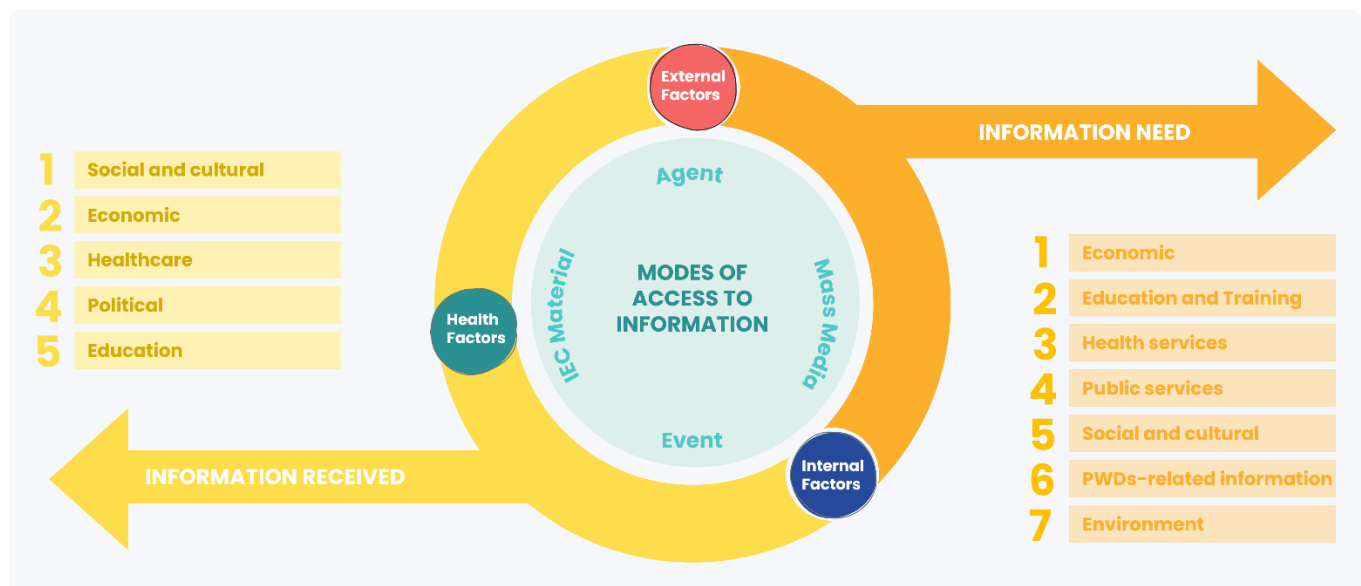 External
Factors
INFORMATION NEED
Agent
1 Social and cultural
2 Economic
3 Healthcare
4 Political
5 Education
IEC Material
MODES OF
ACCESS TO
INFORMATION
Mass Media
Health
Factors
Event
INFORMATION RECEIVED
Internal
Factors
1 Economic
2 Education and Training
3 Health services
4 Public services
5 Social and cultural
6 PWDs-related information
7 Environment